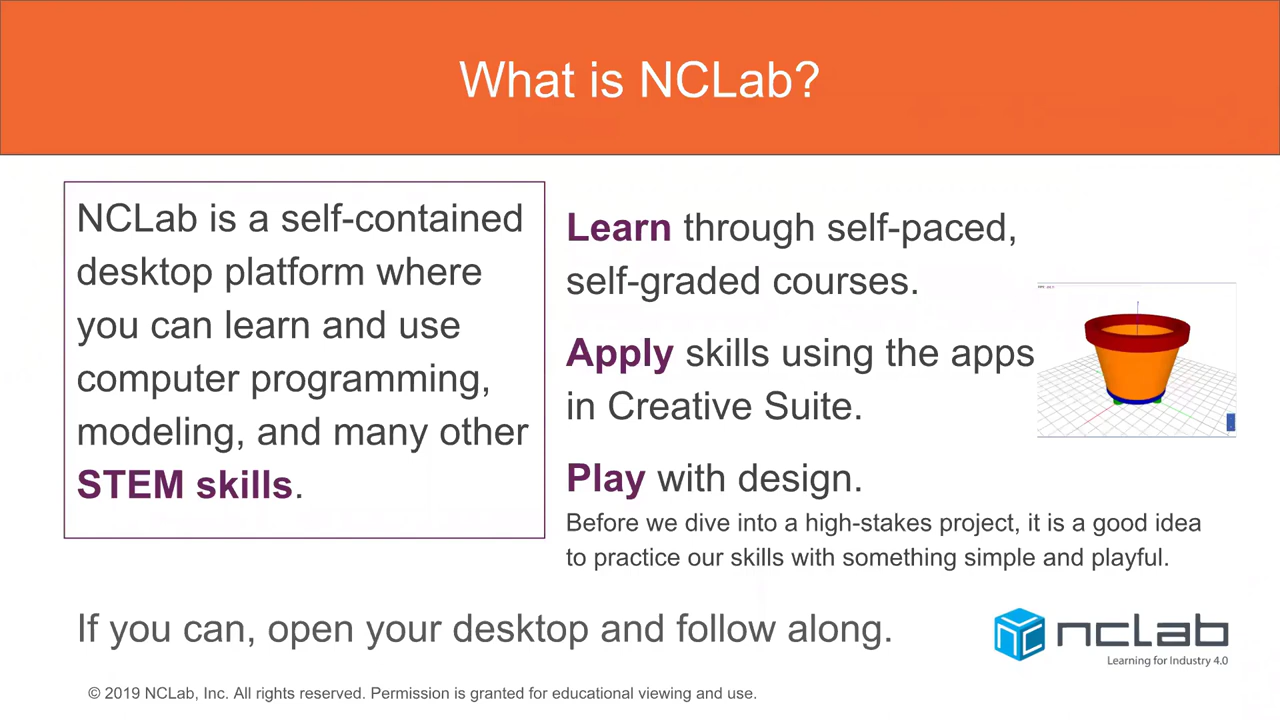 What is NCLab?
NCLab is a self-contained
desktop platform where
you can learn and use
computer programming,
modeling, and many other
STEM skills.
Learn through self-paced,
self-graded courses.
Apply skills using the apps
in Creative Suite.
Play with design.
Before we dive into a high-stakes project, it is a good idea
to practice our skills with something simple and playful.
If you can, open your desktop and follow along.
nclab
Learning for Industry 4.0
© 2019 NCLab, Inc. All rights reserved. Permission is granted for educational viewing and use.